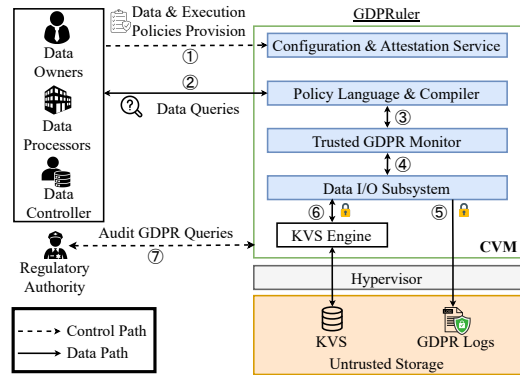 GDPRuler
Data & Execution
Policies Provision
①
Data
Owners
Configuration & Attestation Service
②
Data Queries
Data
Processors
Policy Language & Compiler
③
Trusted GDPR Monitor
④
Data
Controller
Data I/O Subsystem
⑥
⑤
KVS Engine
CVM
Audit GDPR Queries
⑦
Regulatory
Authority
Hypervisor
KVS
GDPR Logs
Untrusted Storage
Control Path
Data Path